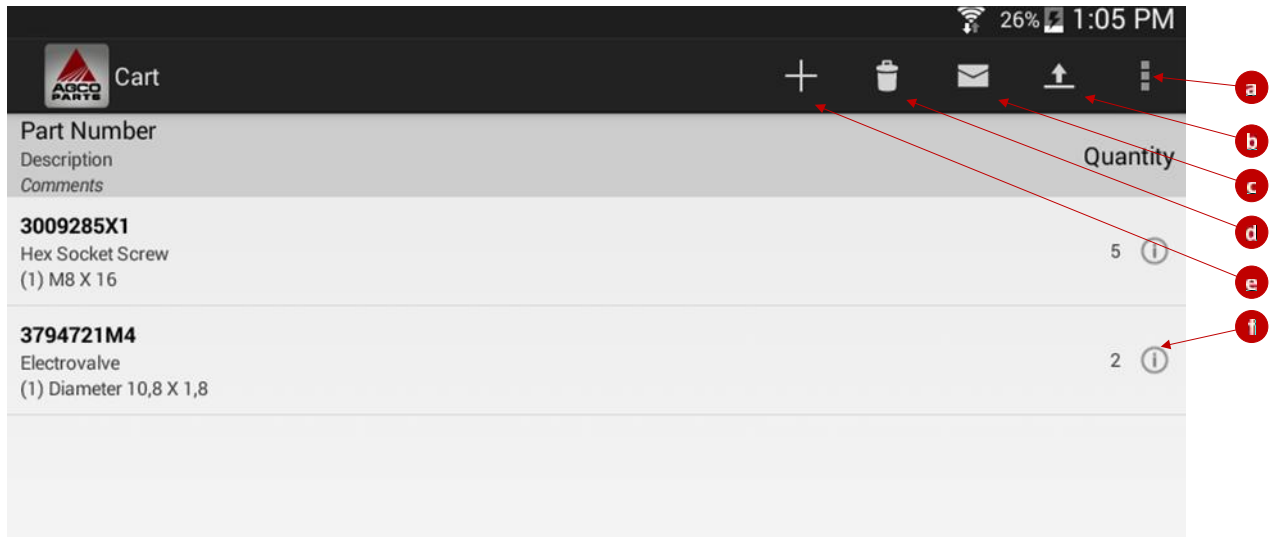 26% 1:05 PM
AGCO
PARTS
Cart
a
b
c
d
e
f
Part Number
Description
Comments
Quantity
3009285X1
Hex Socket Screw
(1) M8 X 16
5
3794721M4
Electrovalve
(1) Diameter 10,8 X 1,8
2